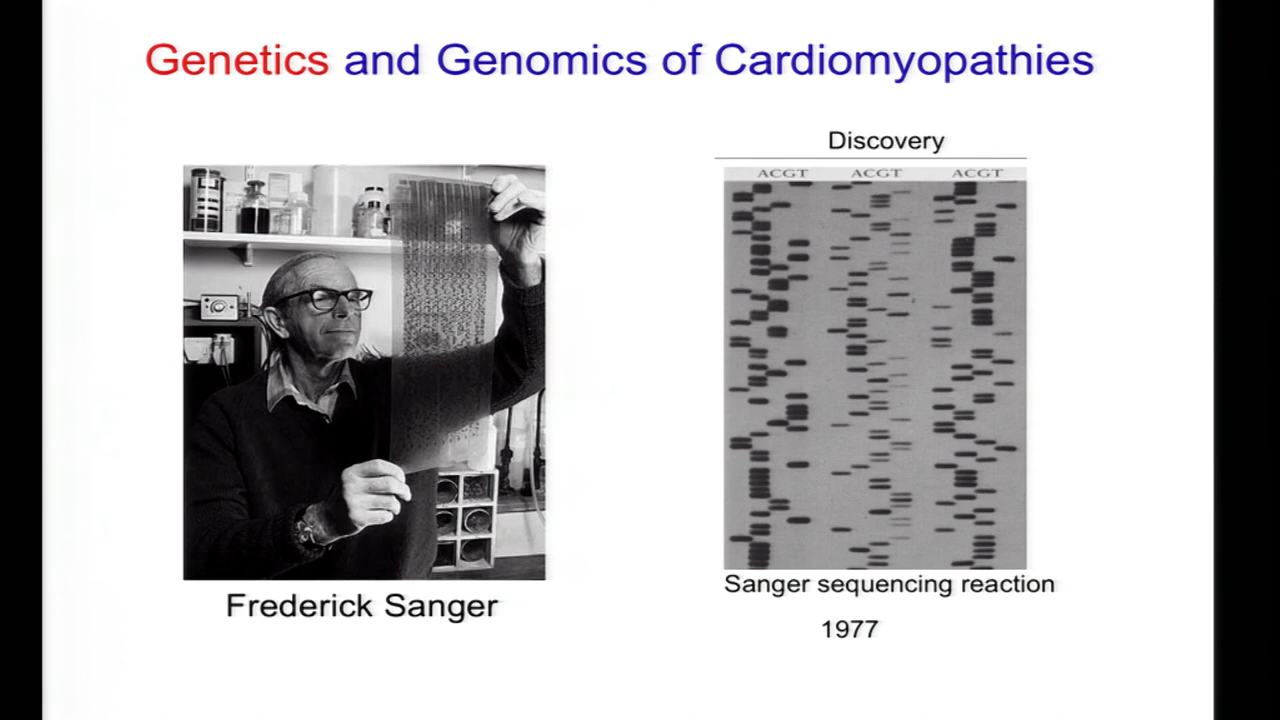 Genetics and Genomics of Cardiomyopathies
Discovery
ACGT ACGT ACGT
Frederick Sanger
Sanger sequencing reaction
1977